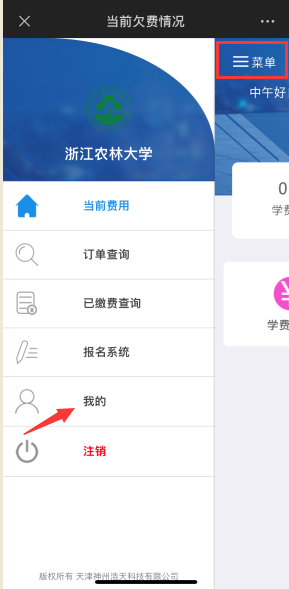 当前欠费情况
菜单
中午好
浙江农林大学
0
学费
学费
当前费用
订单查询
已缴费查询
报名系统
我的
注销
版权所有 天津神州浩天科技有限公司